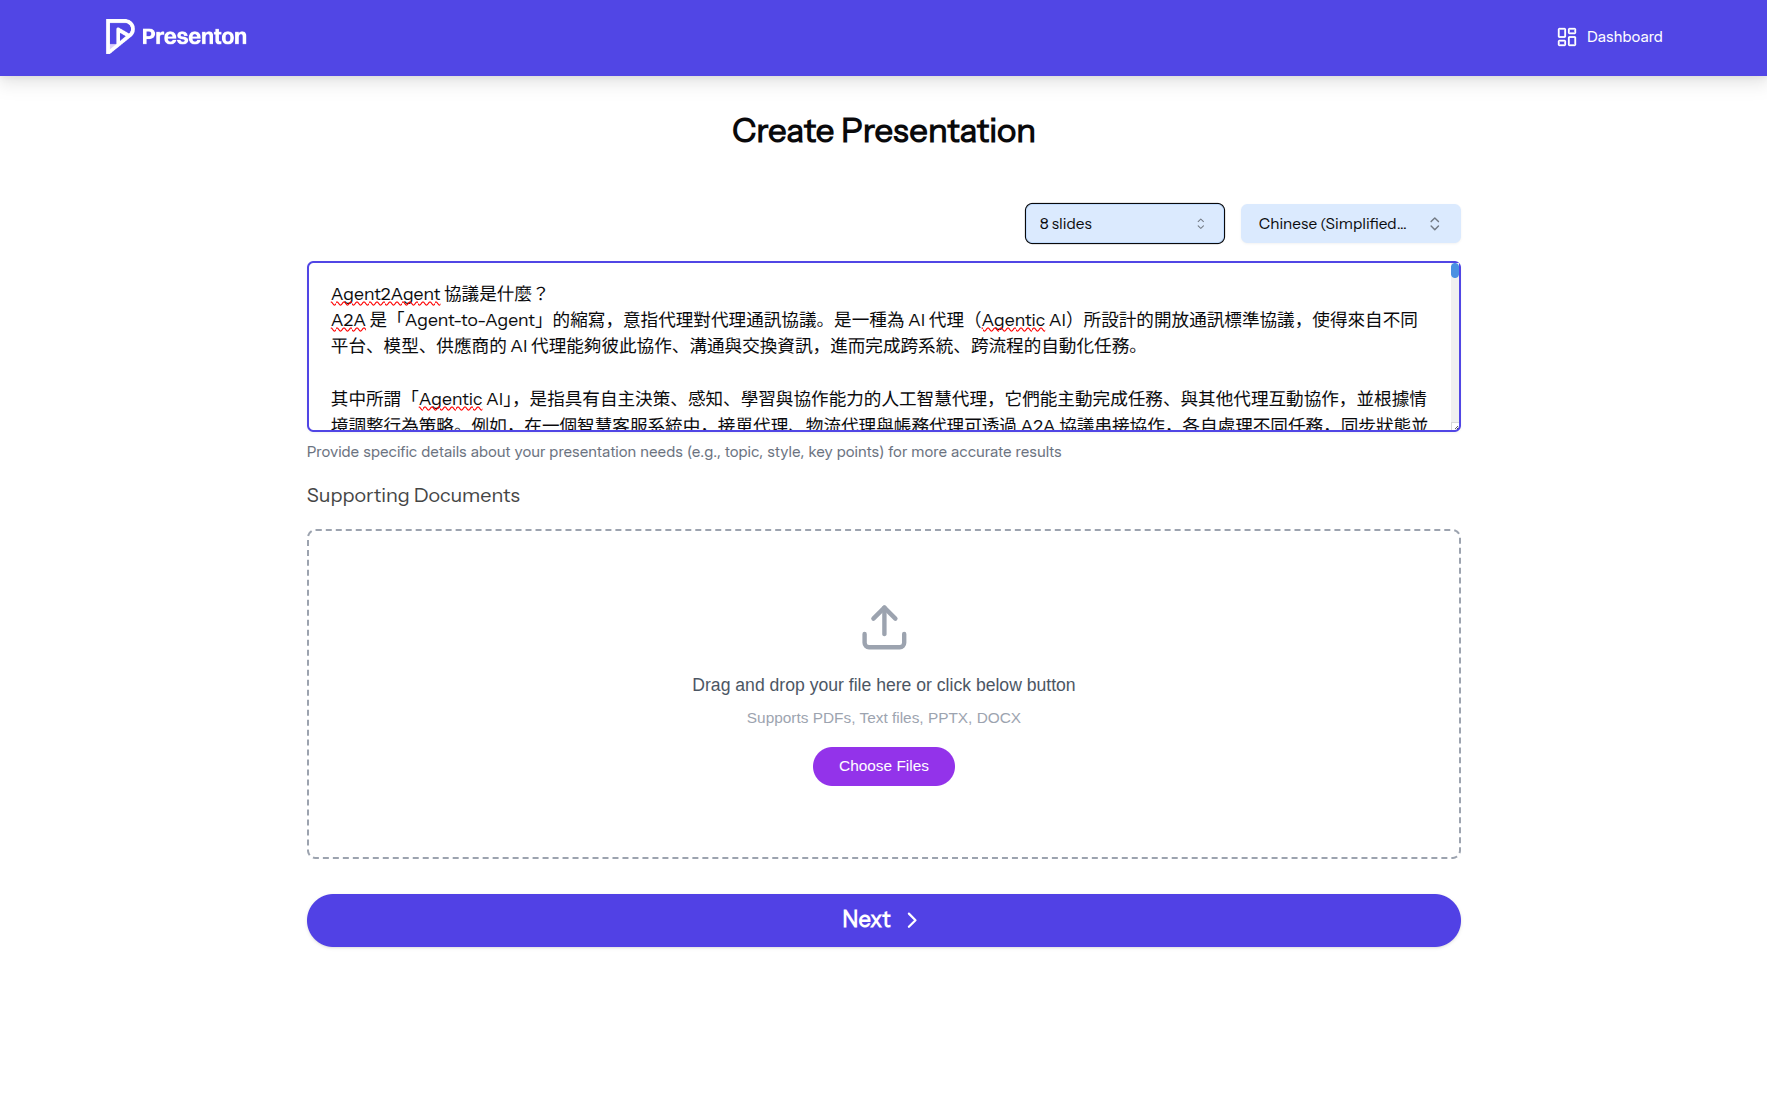 Presenton
Dashboard
Create Presentation
8 slides
Chinese (Simplified...
Agent2Agent 協議是什麼？
A2A 是「Agent-to-Agent」的縮寫，意指代理對代理通訊協議。是一種為 AI 代理（Agentic AI）所設計的開放通訊標準協議，使得來自不同
平台、模型、供應商的 AI 代理能夠彼此協作、溝通與交換資訊，進而完成跨系統、跨流程的自動化任務。
其中所謂「Agentic AI」，是指具有自主決策、感知、學習與協作能力的人工智慧代理，它們能主動完成任務、與其他代理互動協作，並根據情
境調整行為策略。例如，在一個智慧客服系統中，接單代理、物流代理與帳務代理可透過 A2A 協議串接協作，各自處理不同任務，同步狀態並
Provide specific details about your presentation needs (e.g., topic, style, key points) for more accurate results
Supporting Documents
Drag and drop your file here or click below button
Supports PDFs, Text files, PPTX, DOCX
Choose Files
Next